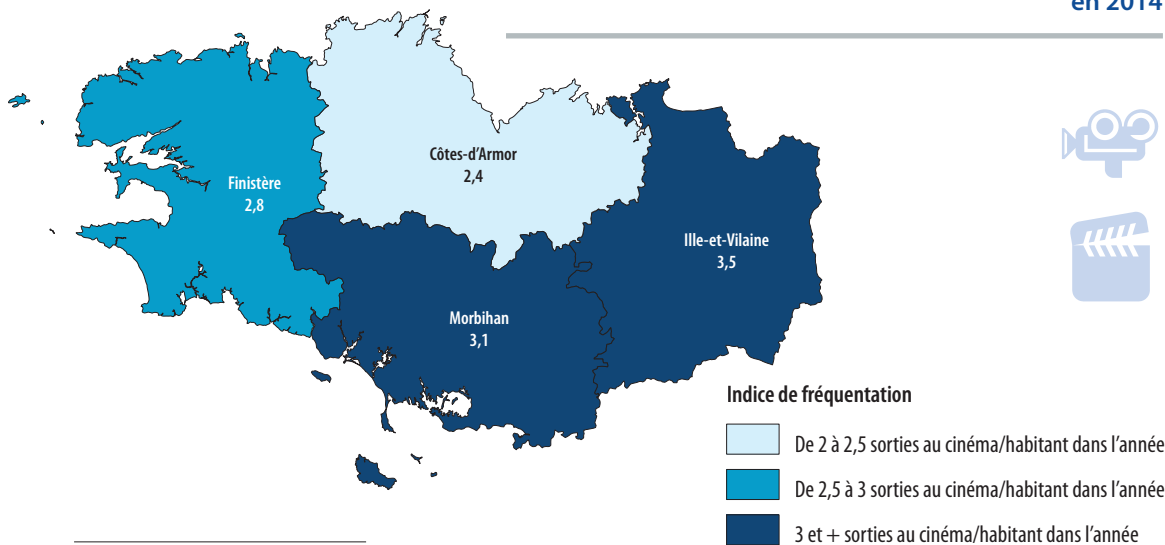 en 2014
Côtes-d’Armor
2,4
Finistère
2,8
Ille-et-Vilaine
3,5
Morbihan
3,1
Indice de fréquentation
De 2 à 2,5 sorties au cinéma/habitant dans l’année
De 2,5 à 3 sorties au cinéma/habitant dans l’année
3 et + sorties au cinéma/habitant dans l’année